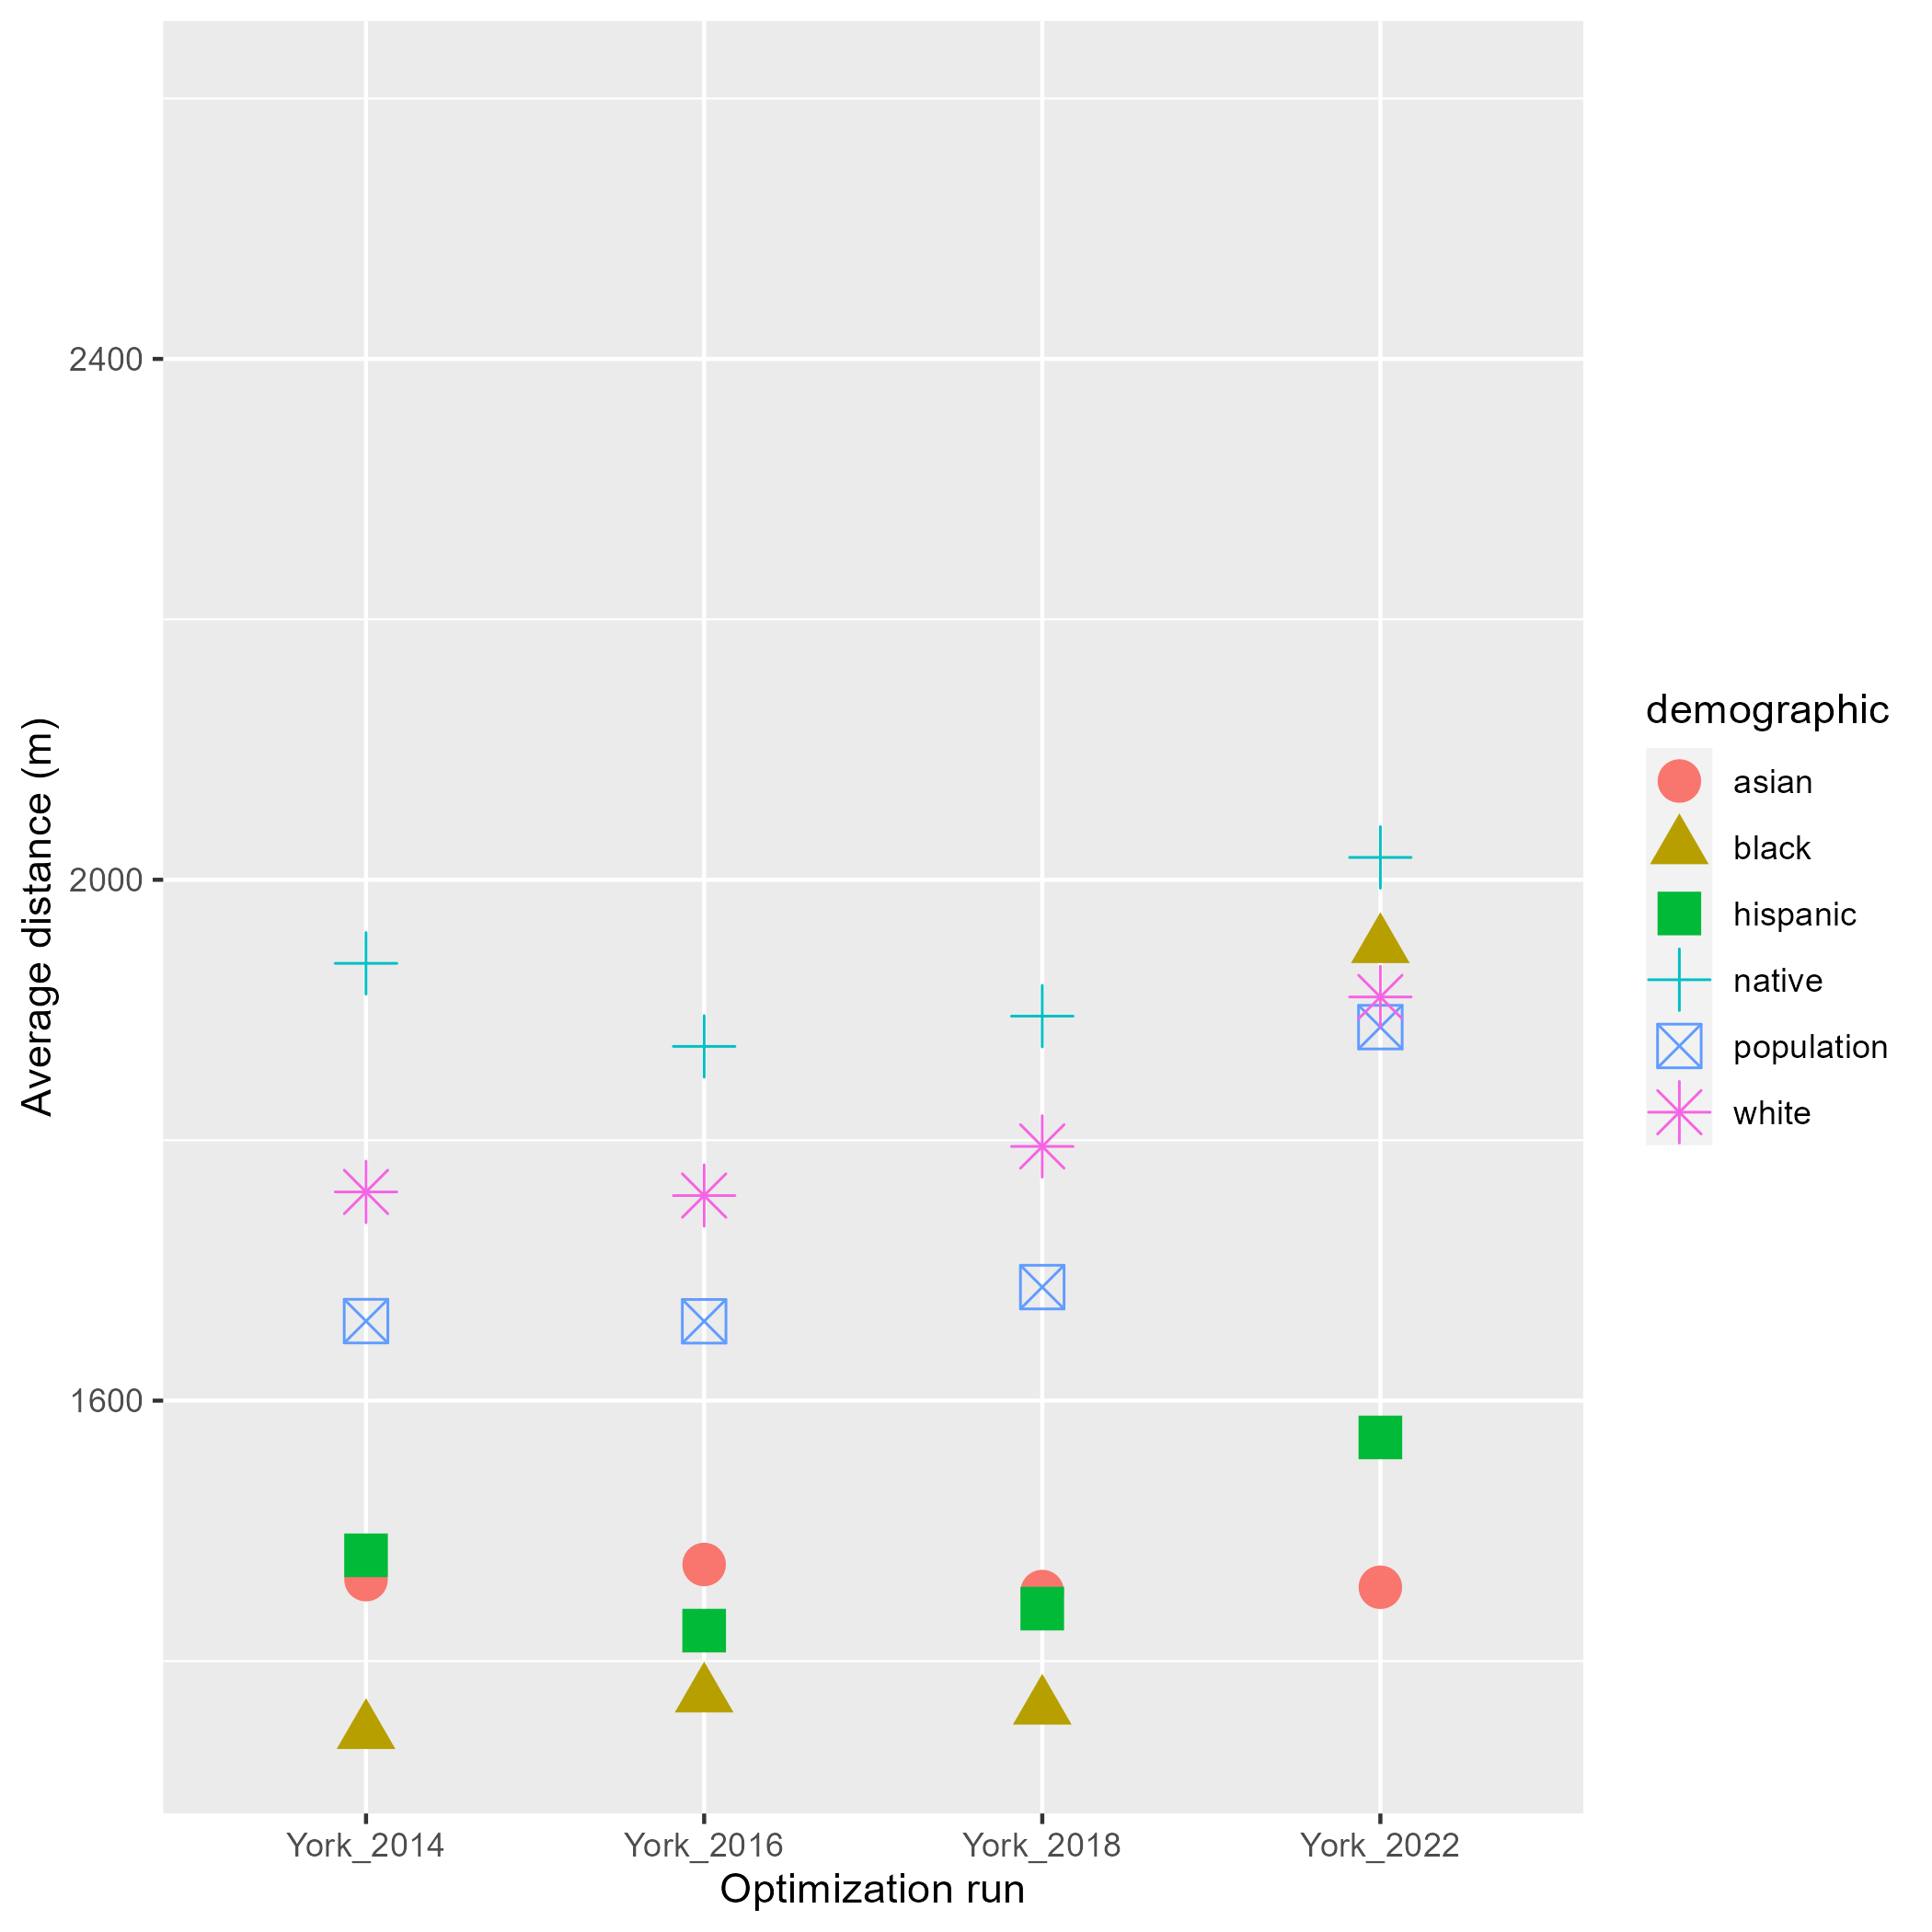 Average distance (m)
2400
2000
1600
York_2014
York_2016
York_2018
York_2022
Optimization run
demographic
asian
black
hispanic
native
population
white